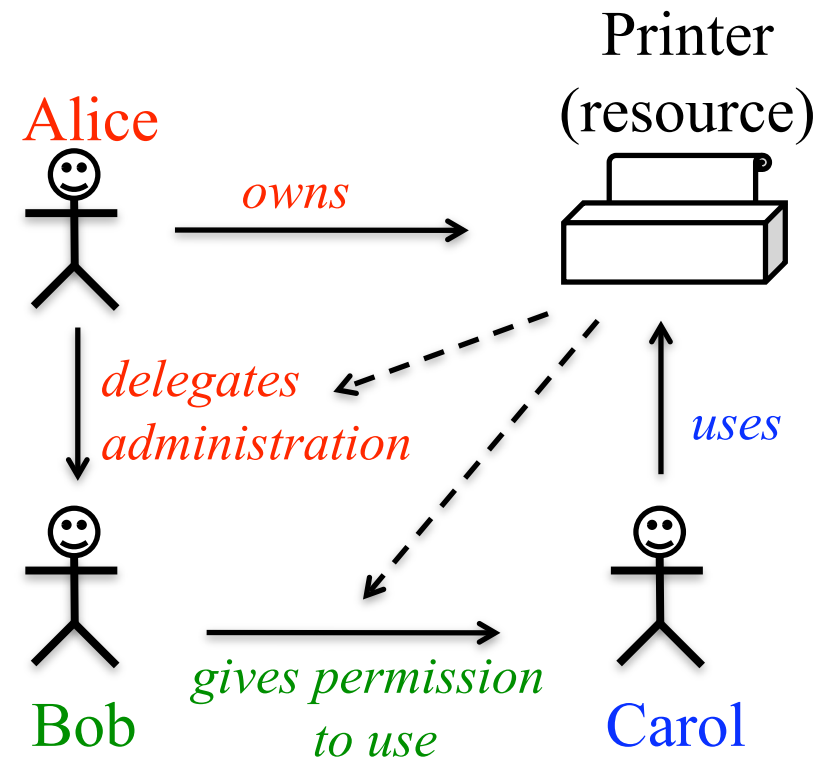 Printer
(resource)
Alice
owns
delegates
administration
uses
gives permission
to use
Bob
Carol